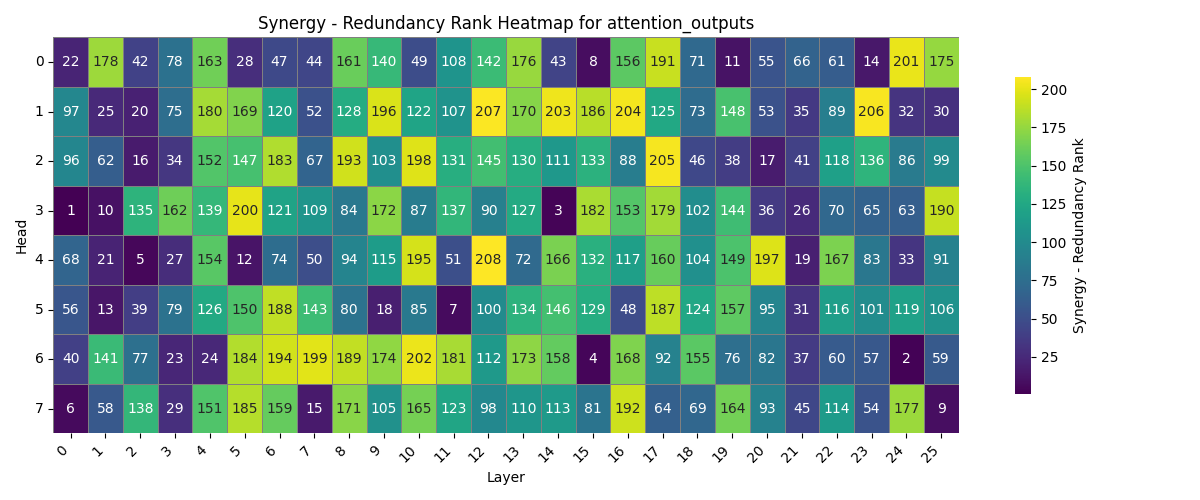 Synergy - Redundancy Rank Heatmap for attention_outputs
Head
0 22 178 42 78 163 28 47 44 161 140 49 108 142 176 43 8 156 191 71 11 55 66 61 14 201 175
1 97 25 20 75 180 169 120 52 128 196 122 107 207 170 203 186 204 125 73 148 53 35 89 206 32 30
2 96 62 16 34 152 147 183 67 193 103 198 131 145 130 111 133 88 205 46 38 17 41 118 136 86 99
3 1 10 135 162 139 200 121 109 84 172 87 137 90 127 3 182 153 179 102 144 36 26 70 65 63 190
4 68 21 5 27 154 12 74 50 94 115 195 51 208 72 166 132 117 160 104 149 197 19 167 83 33 91
5 56 13 39 79 126 150 188 143 80 18 85 7 100 134 146 129 48 187 124 157 95 31 116 101 119 106
6 40 141 77 23 24 184 194 199 189 174 202 181 112 173 158 4 168 92 155 76 82 37 60 57 2 59
7 6 58 138 29 151 185 159 15 171 105 165 123 98 110 113 81 192 64 69 164 93 45 114 54 177 9
0 1 2 3 4 5 6 7 8 9 10 11 12 13 14 15 16 17 18 19 20 21 22 23 24 25
Layer
200
175
150
125
100
75
50
25
Synergy - Redundancy Rank